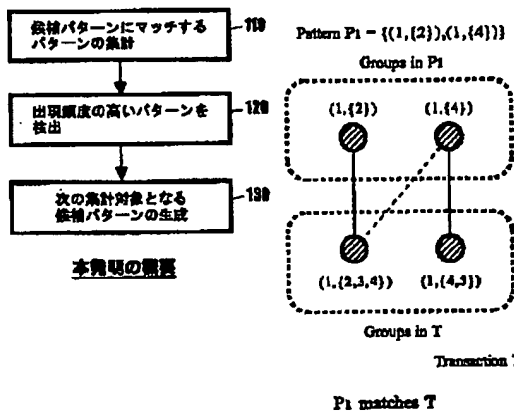 候補パターンにマッチする
パターンの集計
110
出現頻度の高いパターンを
検出
120
次の集計対象となる
候補パターンの生成
130
本発明の概要
Pattern P1 = {(1,{2}),(1,{4})}
Groups in P1
(1,{2})
(1,{4})
(1,{2,3,4})
(1,{4,5})
Groups in T
Transaction T
P1 matches T